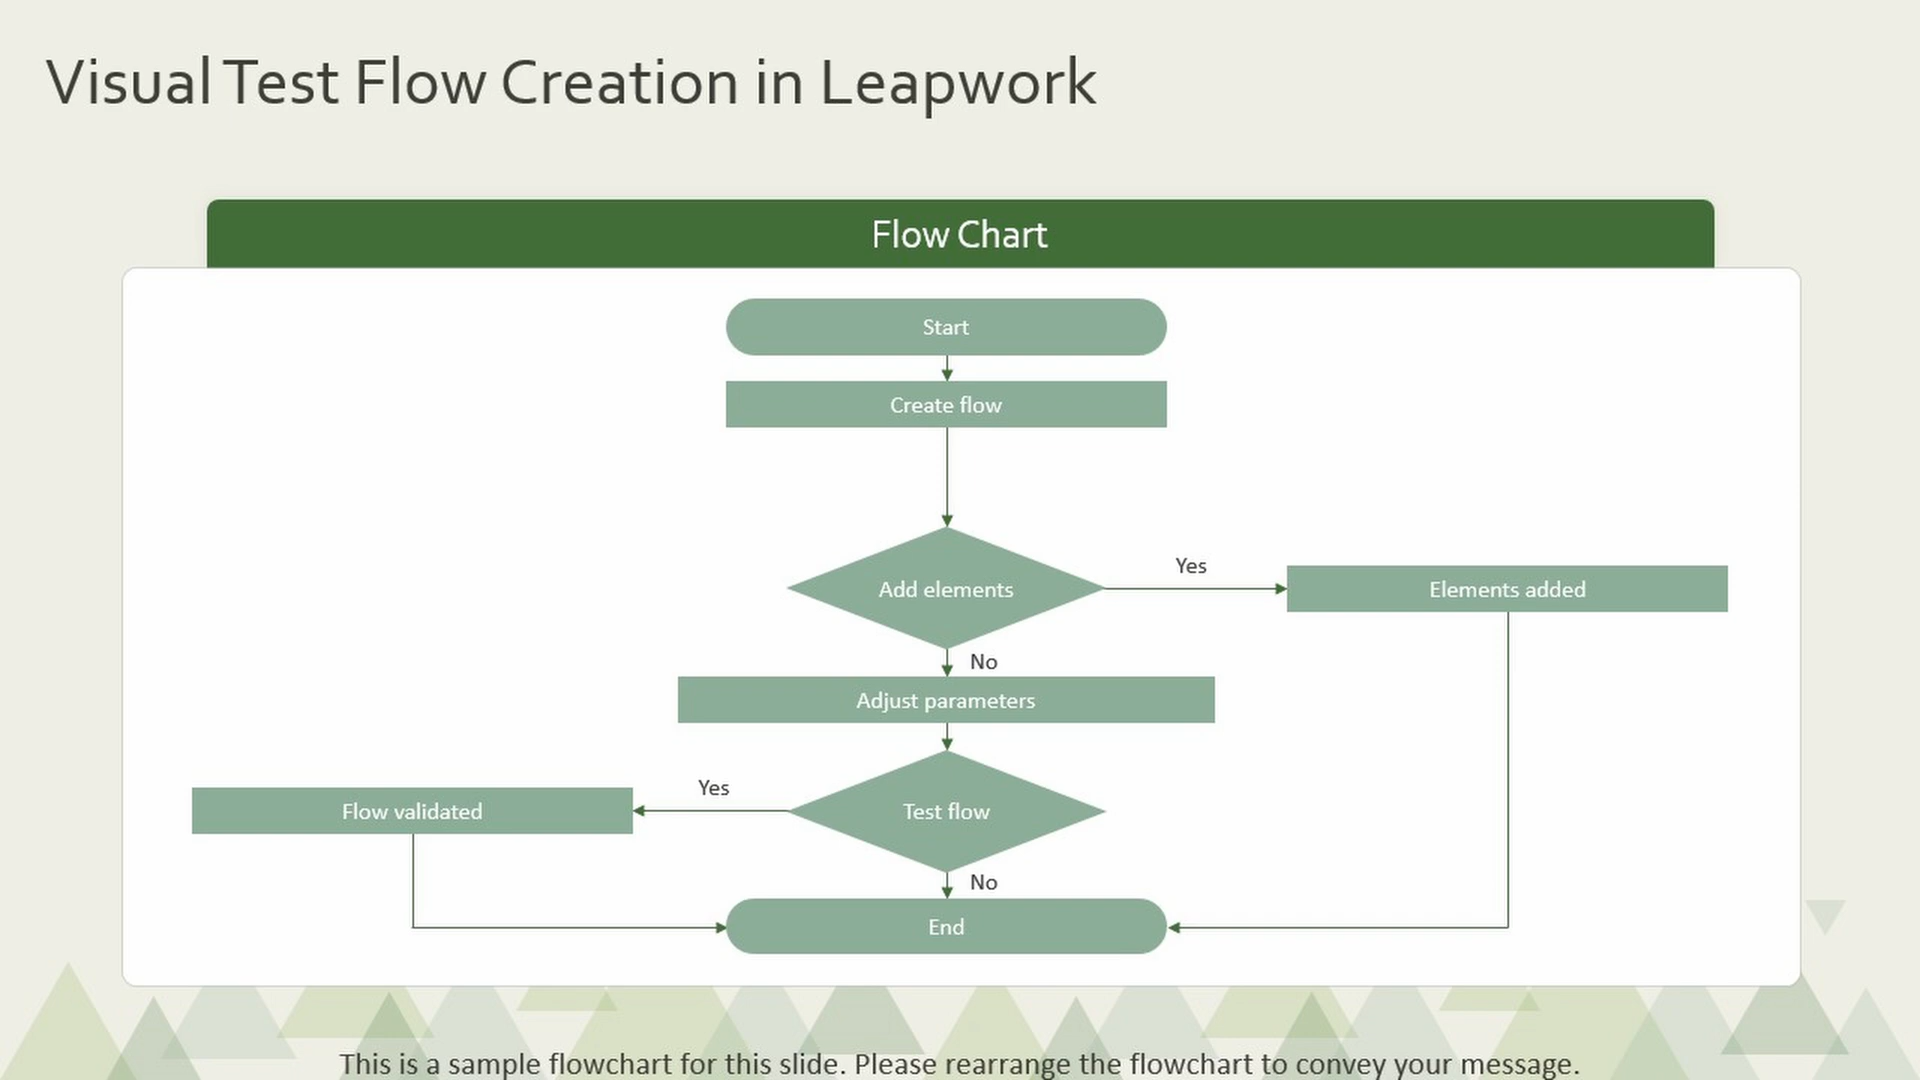 Visual Test Flow Creation in Leapwork
Flow Chart
Start
Create flow
Add elements
Yes
Elements added
No
Adjust parameters
Flow validated
Yes
Test flow
No
End
This is a sample flowchart for this slide. Please rearrange the flowchart to convey your message.